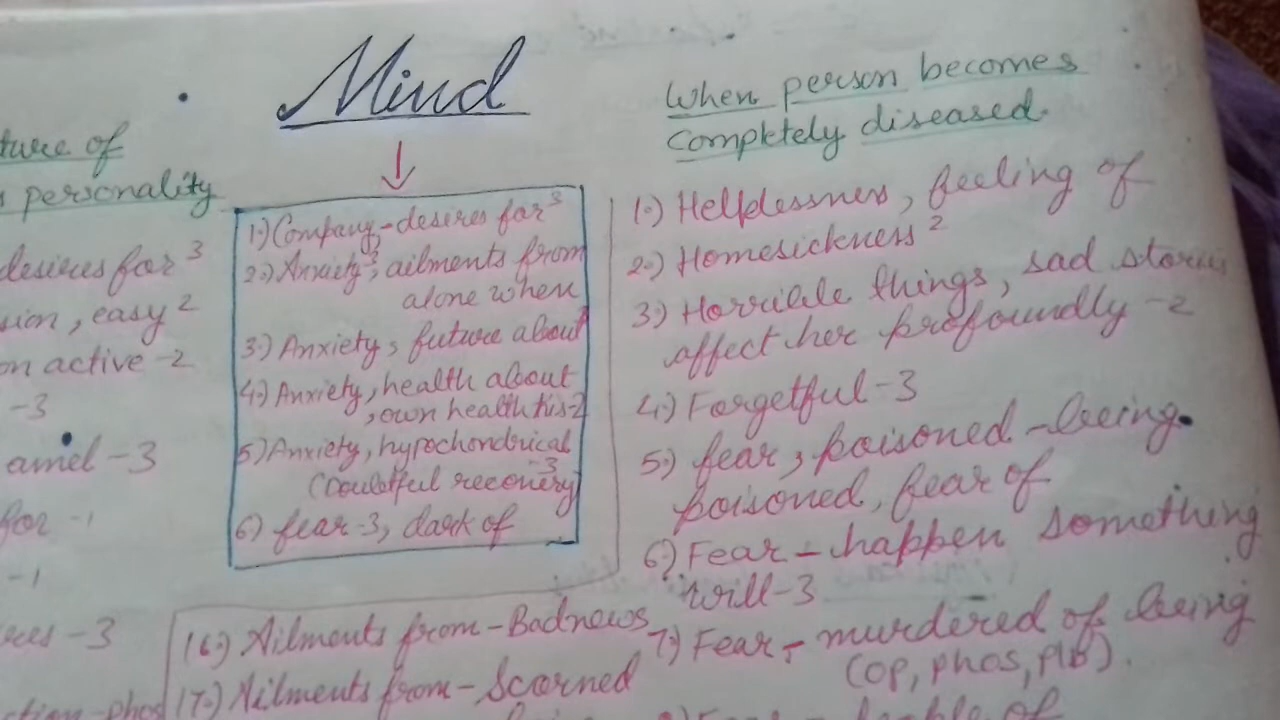 Mind
ture of
personality
desires for 3
sion, easy 2
on active -2
-3
amel -3
for -1
-1
-3
1.) Company, -desires for 3
2.) Anxiety, ailments from
alone when
3.) Anxiety, future about
4.) Anxiety, health about
, own health his-2
5) Anxiety, hypochondrical
-3
(Doubtful recovery
6) fear-3, dark of
16.) Ailments from - Badnews
17.) Ailments from - Scorned
When person becomes
Completely diseased.
1.) Helplessness, feeling of
2.) Homesickness 2
3.) Horrible things, sad stories
affect her profoundly -2
4.) Forgetful -3
5.) fear, poisoned - being
poisoned, fear of
6.) Fear - happen something
will -3
7.) Fear - murdered of being
(op, phos, plb).
of